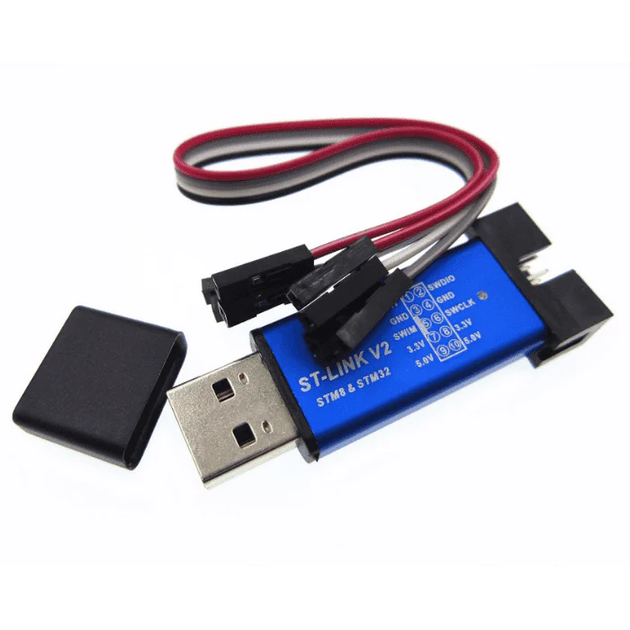 ST-LINK V2
STM8 & STM32
① ② SWDIO
GND ③ ④ GND
SWIM ⑤ ⑥ SWCLK
3.3V ⑦ ⑧ 3.3V
5.0V ⑨ ⑩ 5.0V